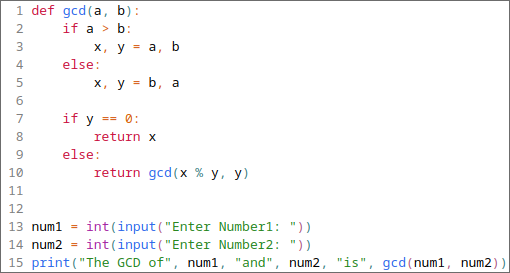 1 def gcd(a, b):
2     if a > b:
3         x, y = a, b
4     else:
5         x, y = b, a
6
7     if y == 0:
8         return x
9     else:
10         return gcd(x % y, y)
11
12
13 num1 = int(input("Enter Number1: "))
14 num2 = int(input("Enter Number2: "))
15 print("The GCD of", num1, "and", num2, "is", gcd(num1, num2))